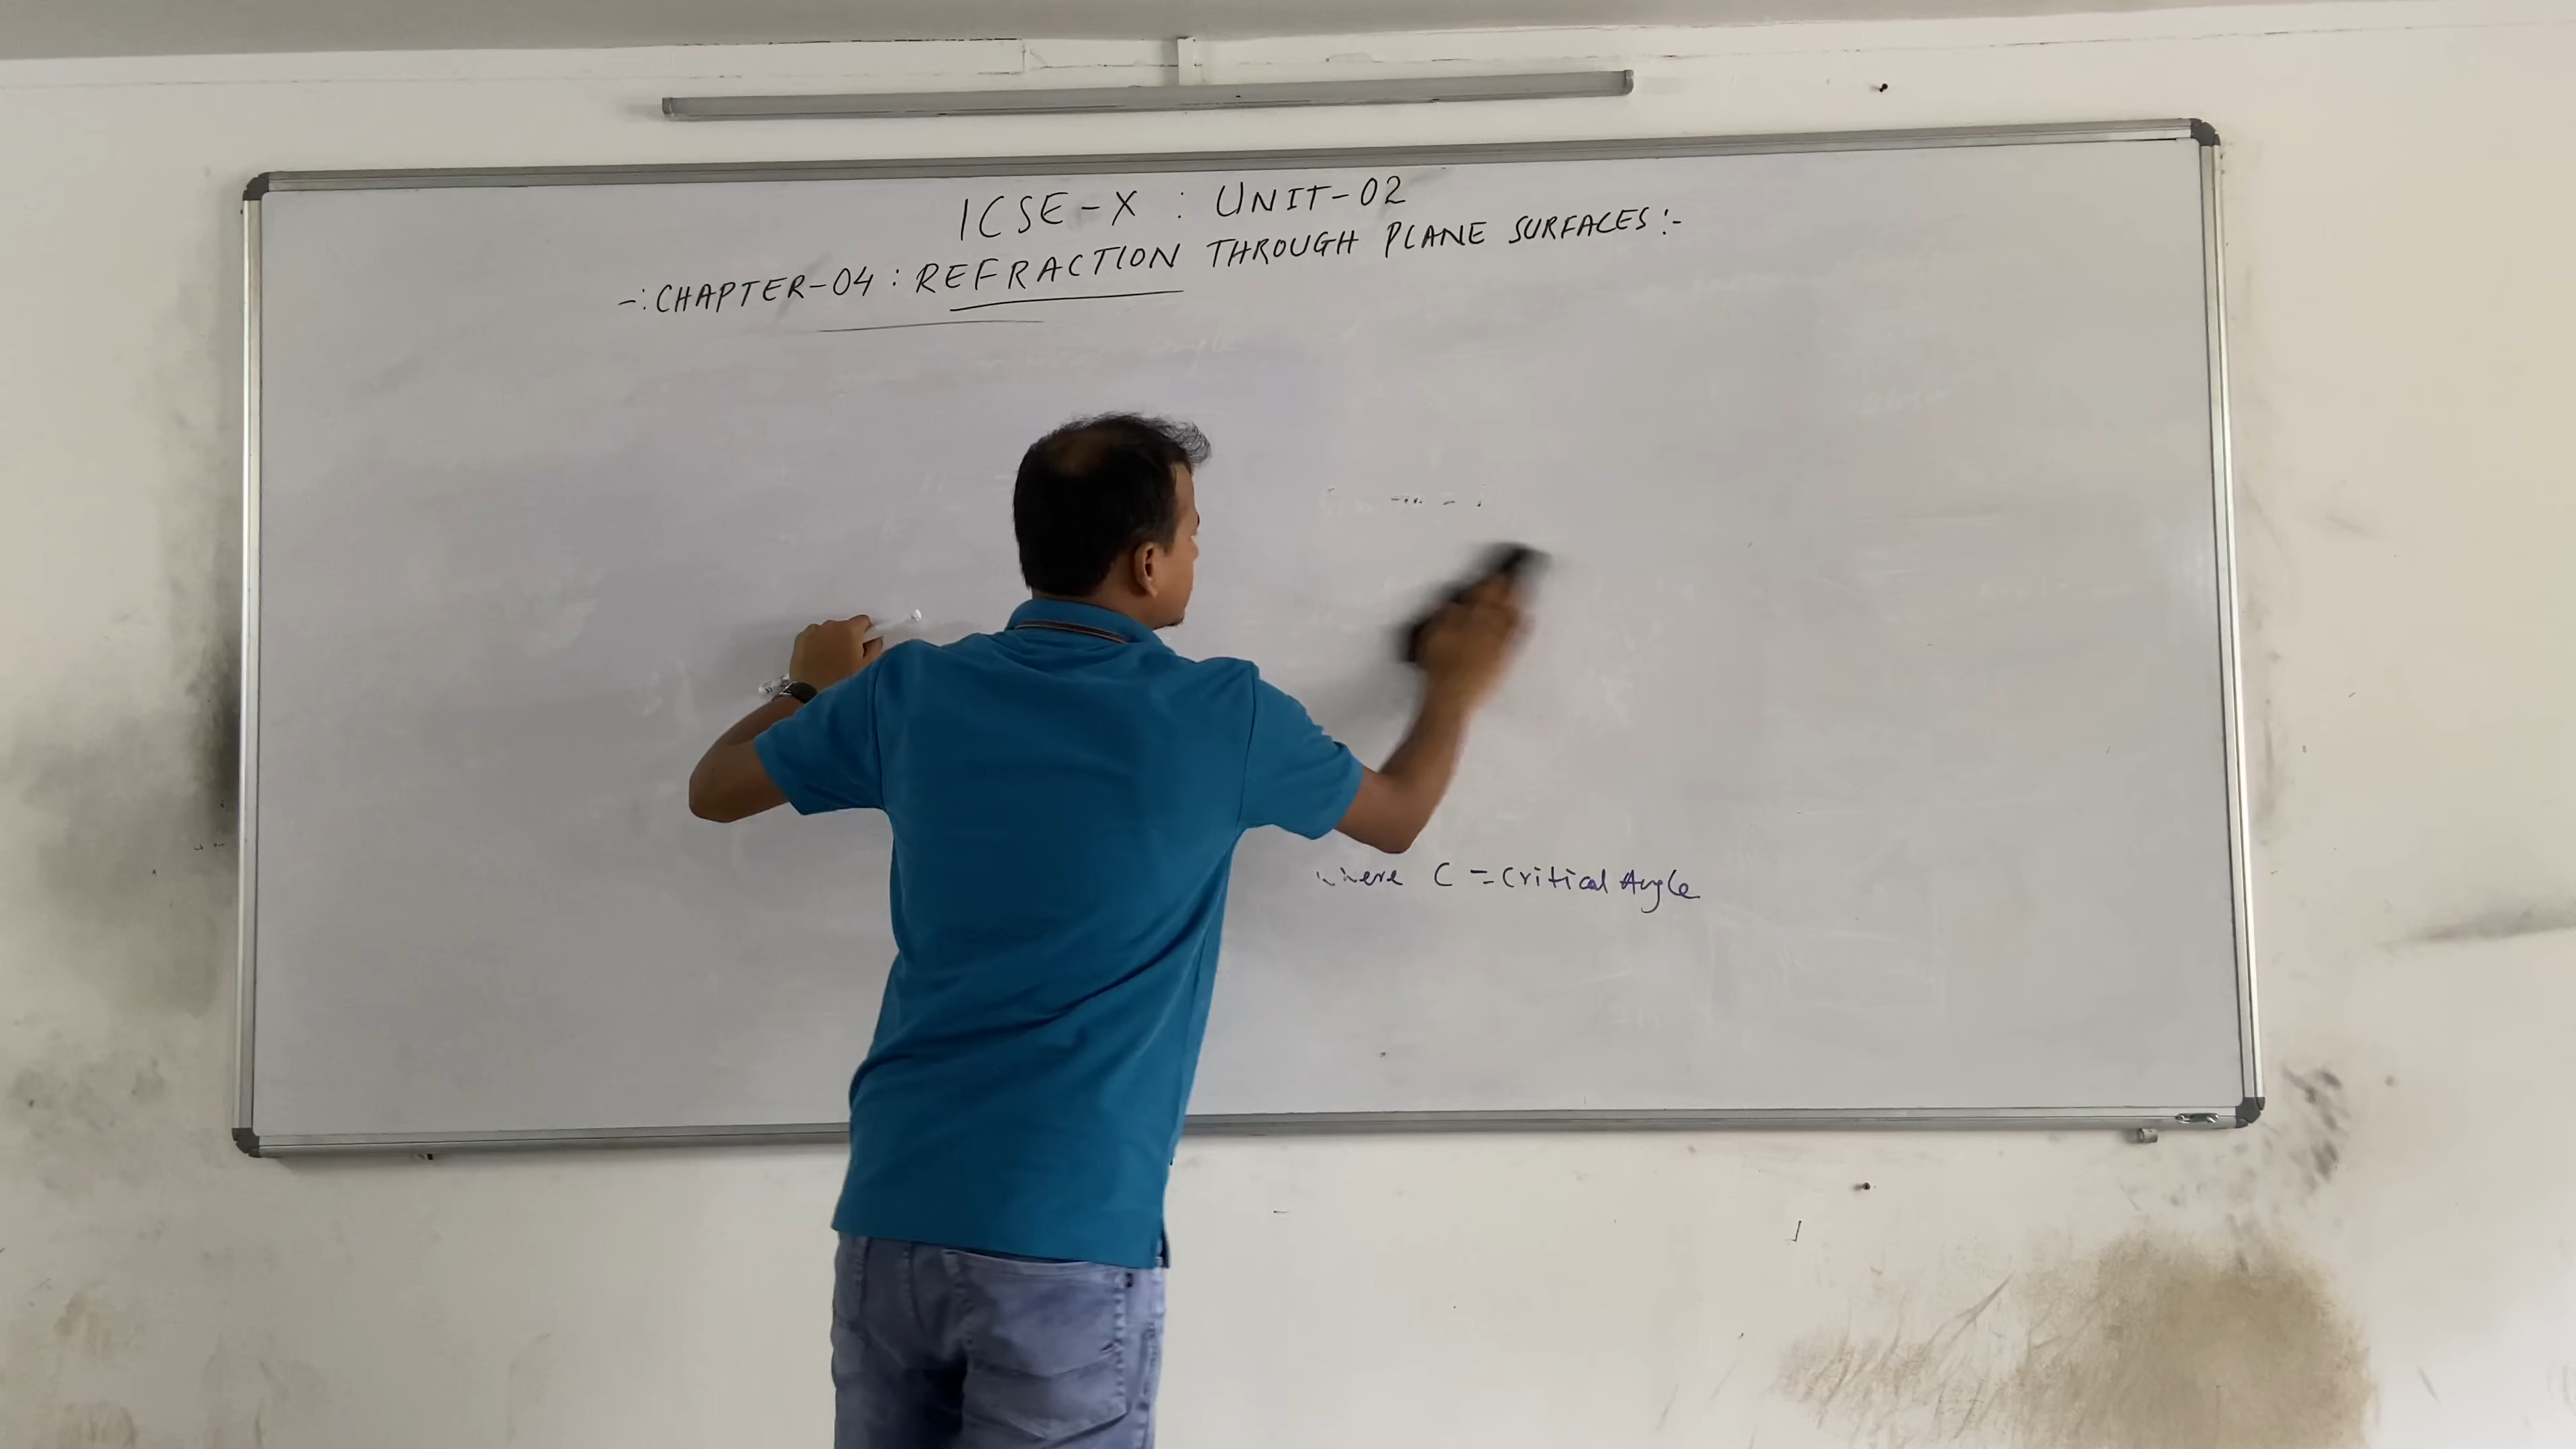 ICSE-X : UNIT-02
-:CHAPTER-04 : REFRACTION THROUGH PLANE SURFACES:-
where C = Critical Angle